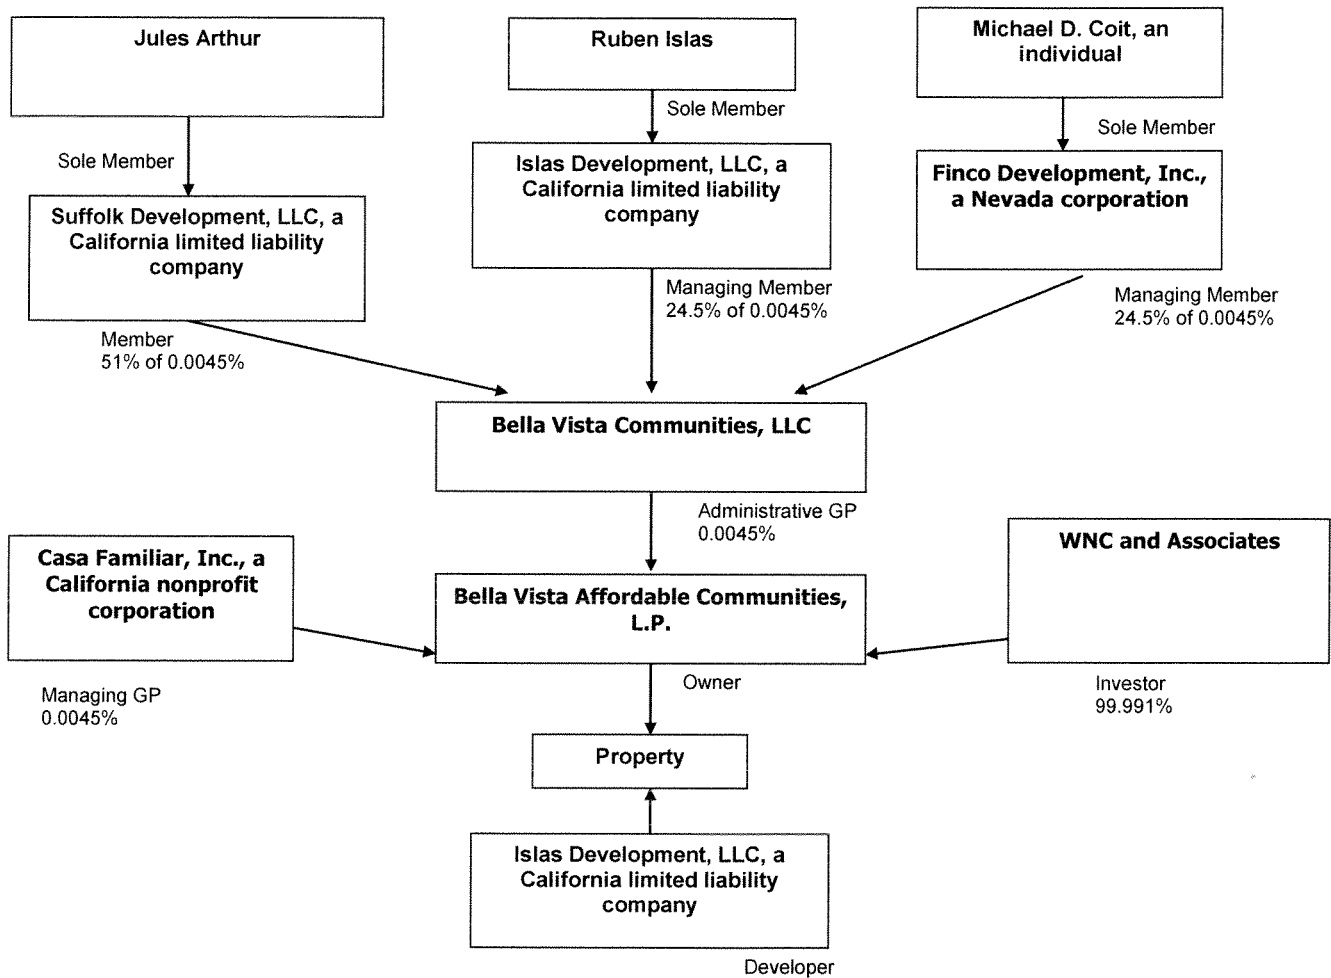 Jules Arthur
Ruben Islas
Michael D. Coit, an
individual
Sole Member
Sole Member
Sole Member
Suffolk Development, LLC, a
California limited liability
company
Islas Development, LLC, a
California limited liability
company
Finco Development, Inc.,
a Nevada corporation
Member
51% of 0.0045%
Managing Member
24.5% of 0.0045%
Managing Member
24.5% of 0.0045%
Bella Vista Communities, LLC
Administrative GP
0.0045%
Casa Familiar, Inc., a
California nonprofit
corporation
Bella Vista Affordable Communities,
L.P.
WNC and Associates
Managing GP
0.0045%
Owner
Investor
99.991%
Property
Islas Development, LLC, a
California limited liability
company
Developer